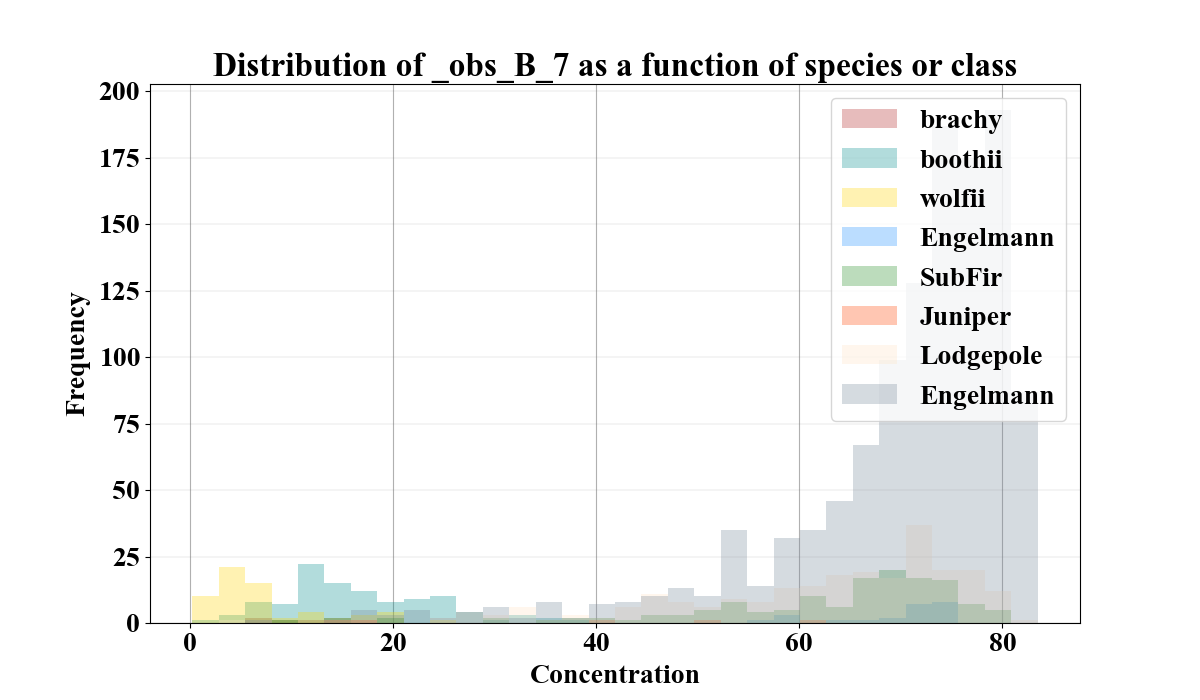 Distribution of _obs_B_7 as a function of species or class
200
175
150
125
100
75
50
25
0
Frequency
brachy
boothii
wolfii
Engelmann
SubFir
Juniper
Lodgepole
Engelmann
0 20 40 60 80
Concentration